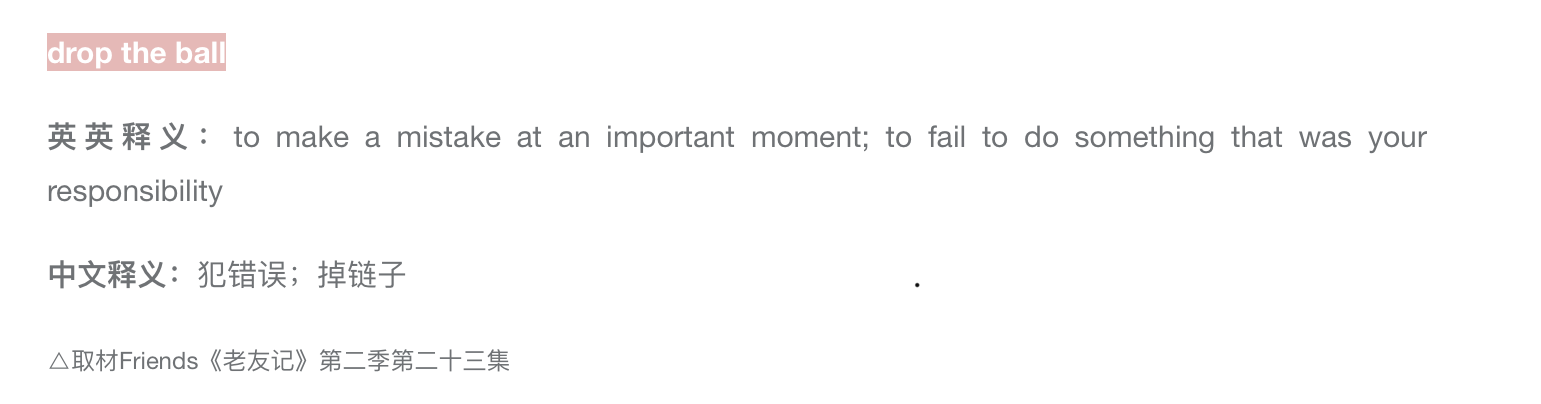 drop the ball
英英释义：to make a mistake at an important moment; to fail to do something that was your
responsibility
中文释义：犯错误；掉链子
△取材Friends《老友记》第二季第二十三集